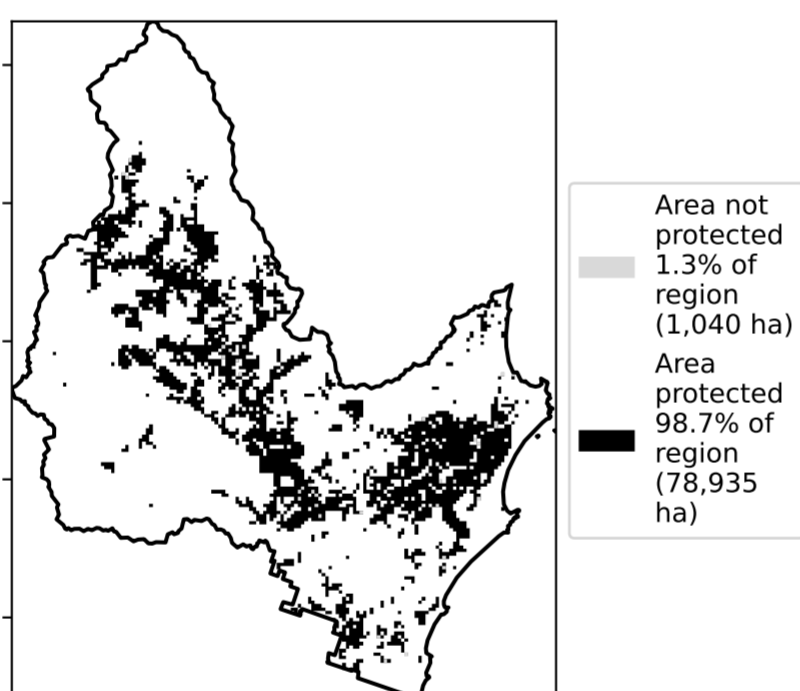 Area not
protected
1.3% of
region
(1,040 ha)
Area
protected
98.7% of
region
(78,935
ha)